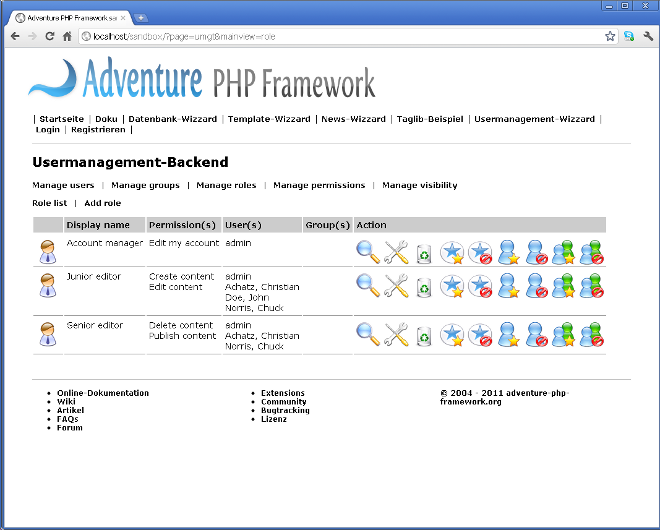 Adventure PHP Framework san
localhost/sandbox/?page=umgt&mainview=role
Adventure PHP Framework
| Startseite | Doku | Datenbank-Wizzard | Template-Wizzard | News-Wizzard | Taglib-Beispiel | Usermanagement-Wizzard |
Login | Registrieren |
Usermanagement-Backend
Manage users | Manage groups | Manage roles | Manage permissions | Manage visibility
Role list | Add role
Display name Permission(s) User(s) Group(s) Action
Account manager Edit my account admin
Junior editor Create content admin
Edit content Achatz, Christian
Doe, John
Norris, Chuck
Senior editor Delete content admin
Publish content Achatz, Christian
Norris, Chuck
• Online-Dokumentation • Extensions © 2004 - 2011 adventure-php-
• Wiki • Community framework.org
• Artikel • Bugtracking
• FAQs • Lizenz
• Forum